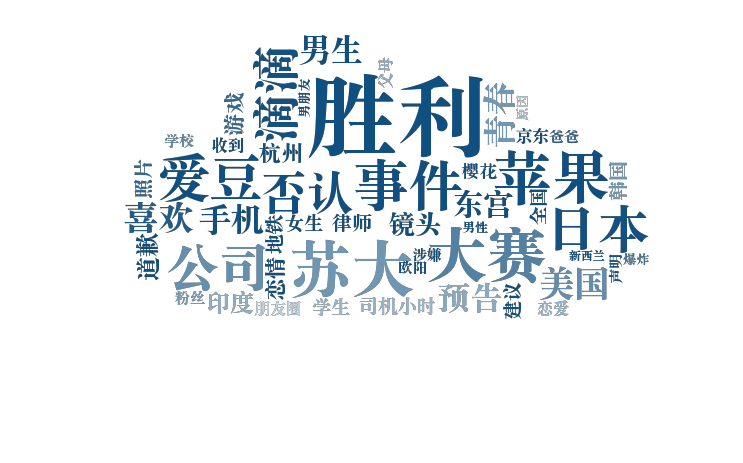 男生
滴滴
父母
胜利
男朋友
游戏
青春
原因
学校
收到
京东
爸爸
杭州
照片
爱豆
否认
事件
樱花
苹果
韩国
喜欢
手机
女生
律师
镜头
东宫
全国
日本
地铁
男性
道歉
公司
恋情
苏大
涉嫌
欧阳
大赛
新西兰
爆炸
声明
美国
粉丝
印度
朋友圈
学生
司机
小时
预告
建议
恋爱